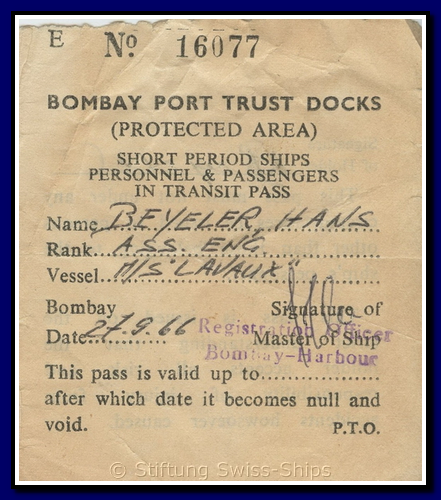 E No. 16077
BOMBAY PORT TRUST DOCKS
(PROTECTED AREA)
SHORT PERIOD SHIPS
PERSONNEL & PASSENGERS
IN TRANSIT PASS
Name BEYELER, HANS
Rank ASS. ENG.
Vessel M/S "LAVAUX"
Bombay Signature of
Date 27.9.66 Master of Ship
Registration Officer
Bombay-Harbour
This pass is valid up to
after which date it becomes null and
void. P.T.O.
© Stiftung Swiss-Ships